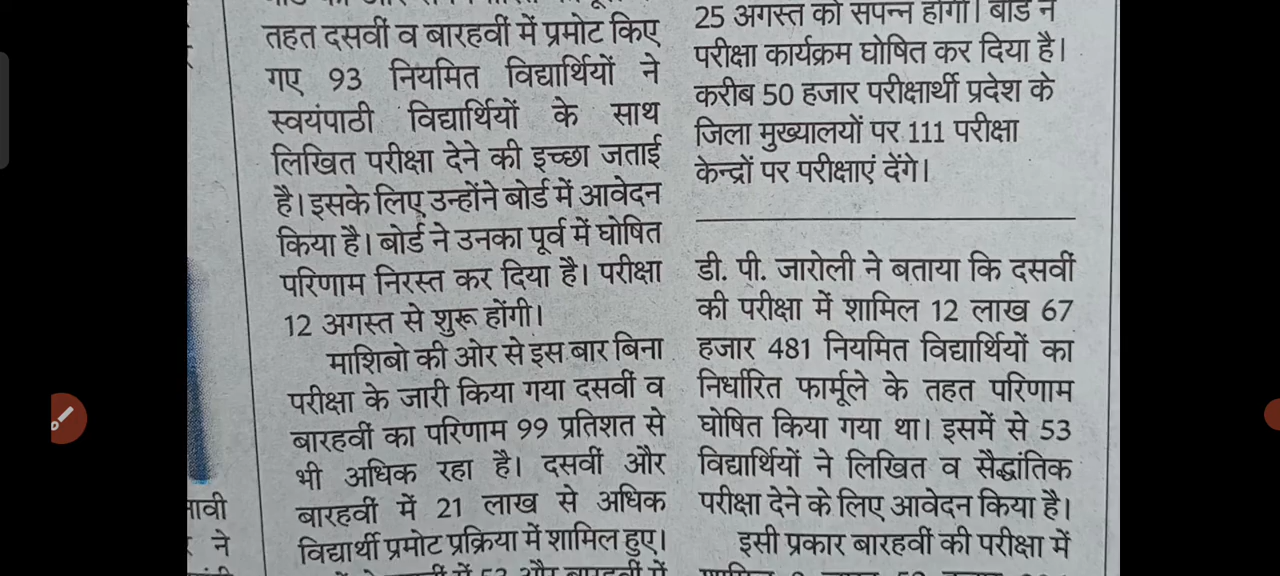 तहत दसवीं व बारहवीं में प्रमोट किए
गए 93 नियमित विद्यार्थियों ने
स्वयंपाठी विद्यार्थियों के साथ
लिखित परीक्षा देने की इच्छा जताई
है। इसके लिए उन्होंने बोर्ड में आवेदन
किया है। बोर्ड ने उनका पूर्व में घोषित
परिणाम निरस्त कर दिया है। परीक्षा
12 अगस्त से शुरू होंगी।
माशिबो की ओर से इस बार बिना
परीक्षा के जारी किया गया दसवीं व
बारहवीं का परिणाम 99 प्रतिशत से
भी अधिक रहा है। दसवीं और
बारहवीं में 21 लाख से अधिक
विद्यार्थी प्रमोट प्रक्रिया में शामिल हुए।
25 अगस्त को संपन्न होंगी। बोर्ड ने
परीक्षा कार्यक्रम घोषित कर दिया है।
करीब 50 हजार परीक्षार्थी प्रदेश के
जिला मुख्यालयों पर 111 परीक्षा
केन्द्रों पर परीक्षाएं देंगे।
डी. पी. जारोली ने बताया कि दसवीं
की परीक्षा में शामिल 12 लाख 67
हजार 481 नियमित विद्यार्थियों का
निर्धारित फार्मूले के तहत परिणाम
घोषित किया गया था। इसमें से 53
विद्यार्थियों ने लिखित व सैद्धांतिक
परीक्षा देने के लिए आवेदन किया है।
इसी प्रकार बारहवीं की परीक्षा में
ने